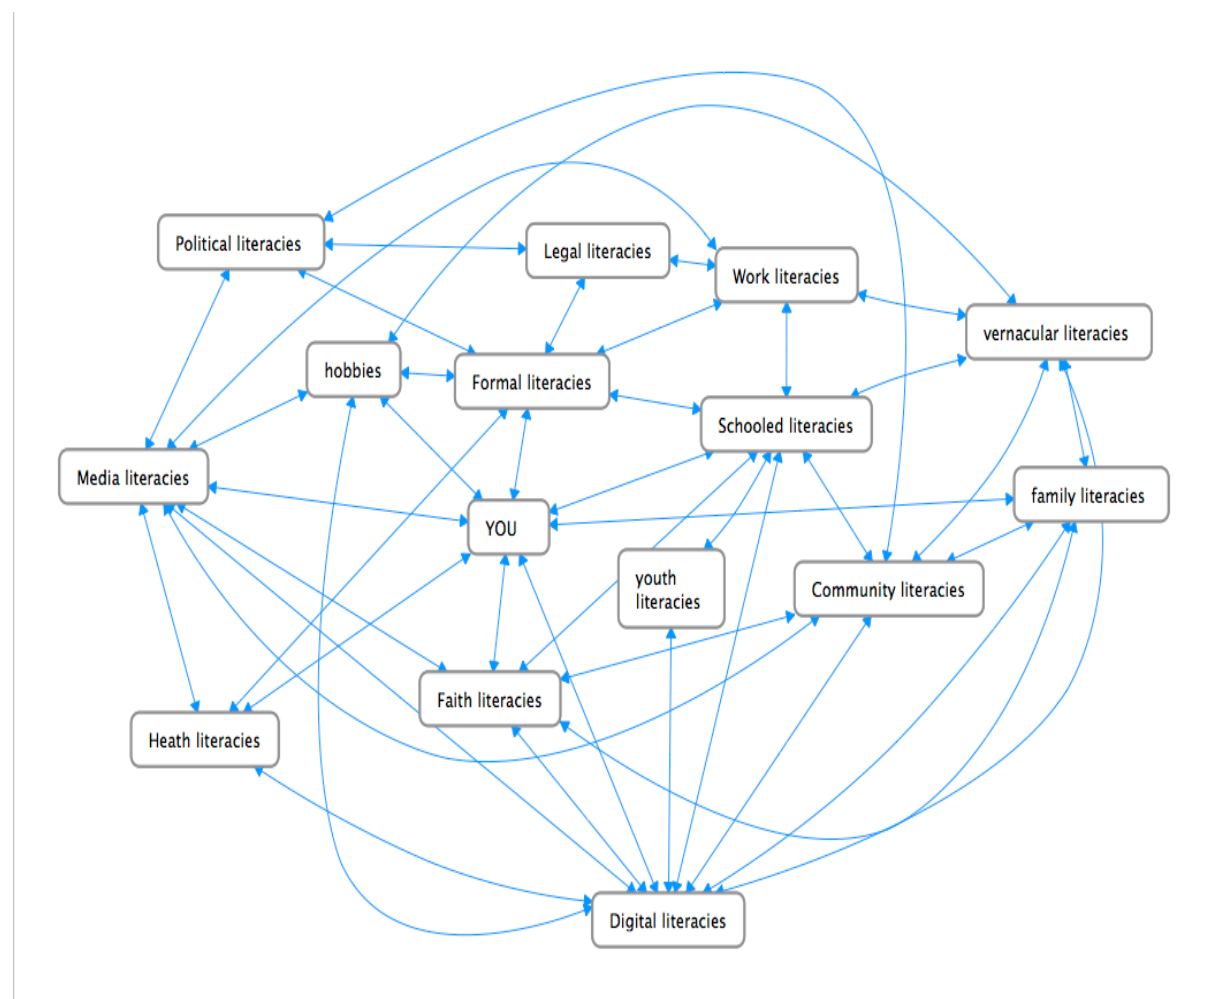 Political literacies
Legal literacies
Work literacies
vernacular literacies
hobbies
Formal literacies
Schooled literacies
Media literacies
family literacies
YOU
youth
literacies
Community literacies
Faith literacies
Heath literacies
Digital literacies